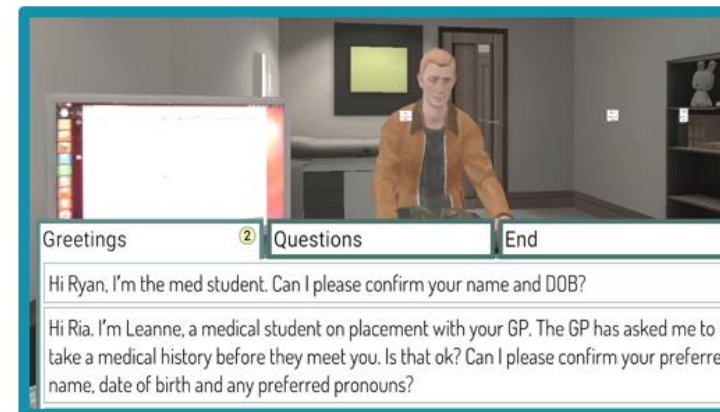 Greetings
2
Questions
End
Hi Ryan, I'm the med student. Can I please confirm your name and DOB?
Hi Ria. I'm Leanne, a medical student on placement with your GP. The GP has asked me to
take a medical history before they meet you. Is that ok? Can I please confirm your preferre
name, date of birth and any preferred pronouns?